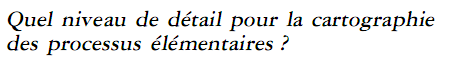 Quel niveau de détail pour la cartographie
des processus élémentaires ?